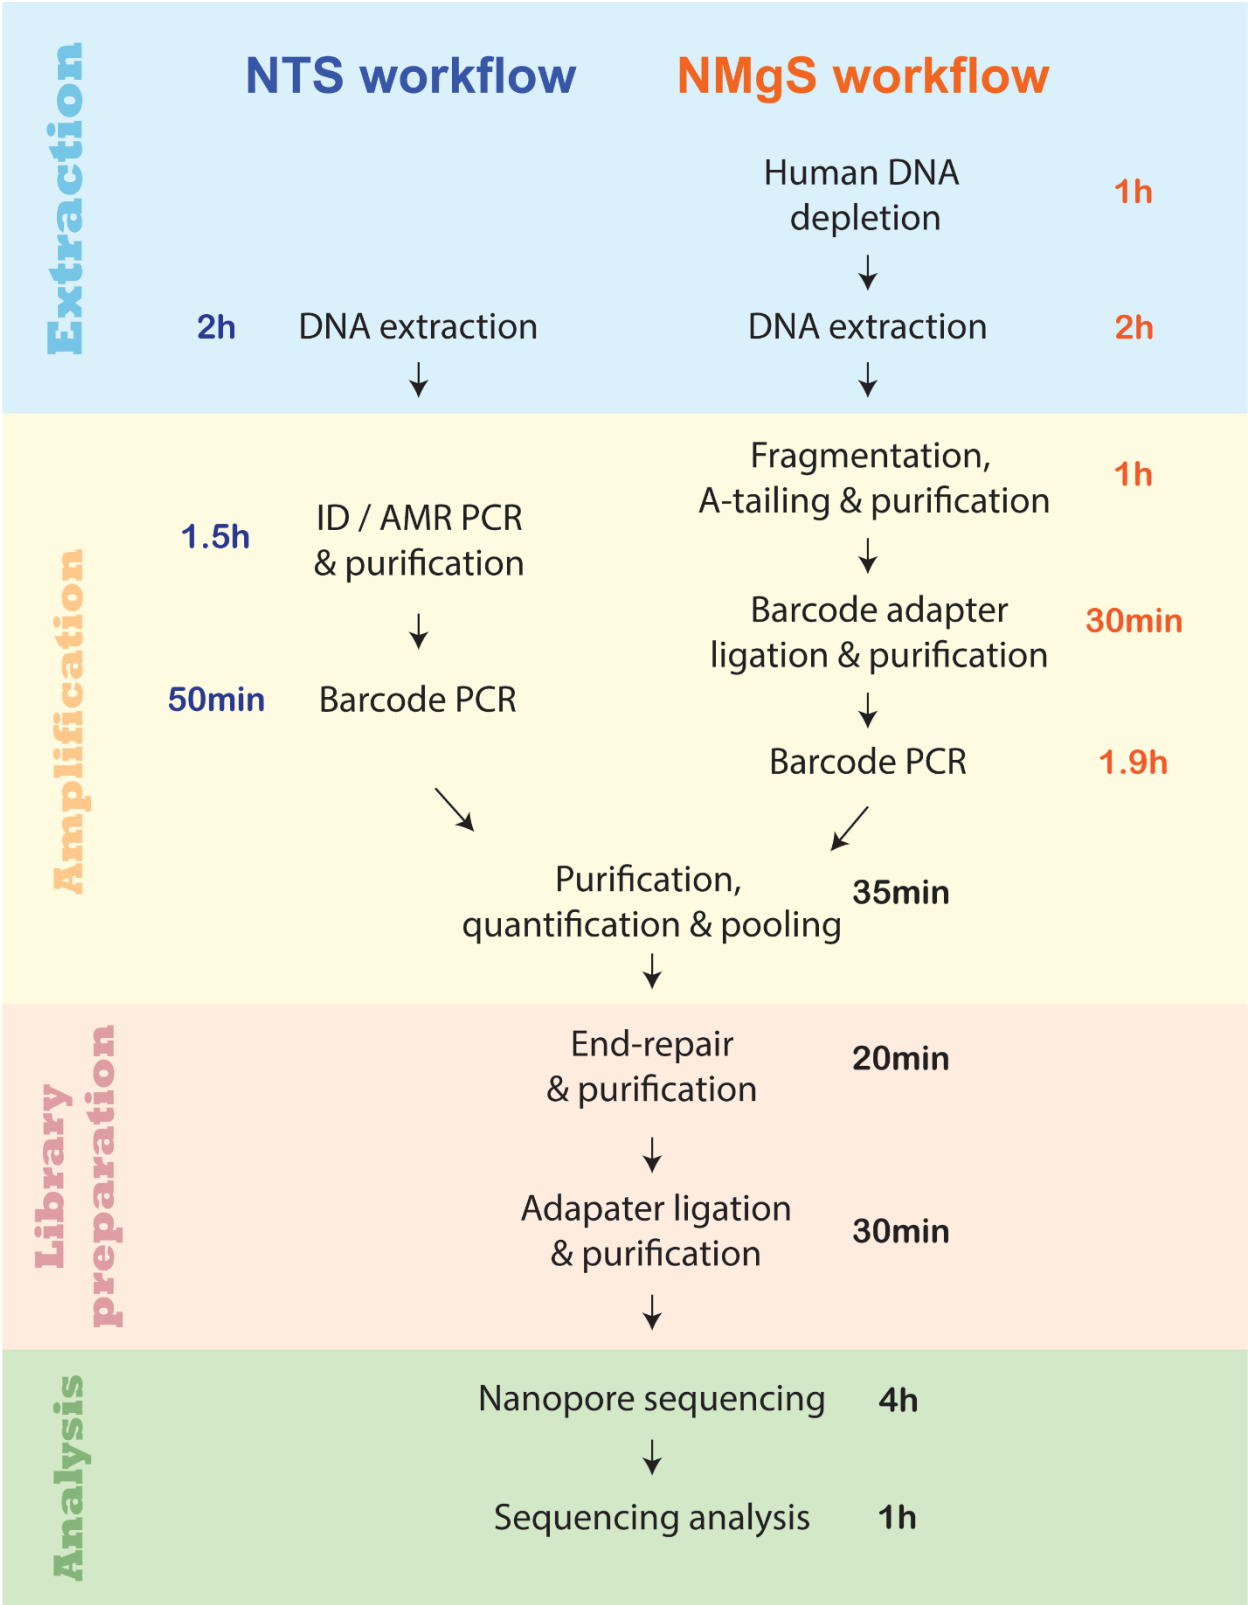 Extraction
NTS workflow
NMgS workflow
Human DNA
depletion
1h
2h
DNA extraction
DNA extraction
2h
Amplification
Fragmentation,
A-tailing & purification
1h
1.5h
ID / AMR PCR
& purification
Barcode adapter
ligation & purification
30min
50min
Barcode PCR
Barcode PCR
1.9h
Purification,
quantification & pooling
35min
Library
preparation
End-repair
& purification
20min
Adapater ligation
& purification
30min
Analysis
Nanopore sequencing
4h
Sequencing analysis
1h